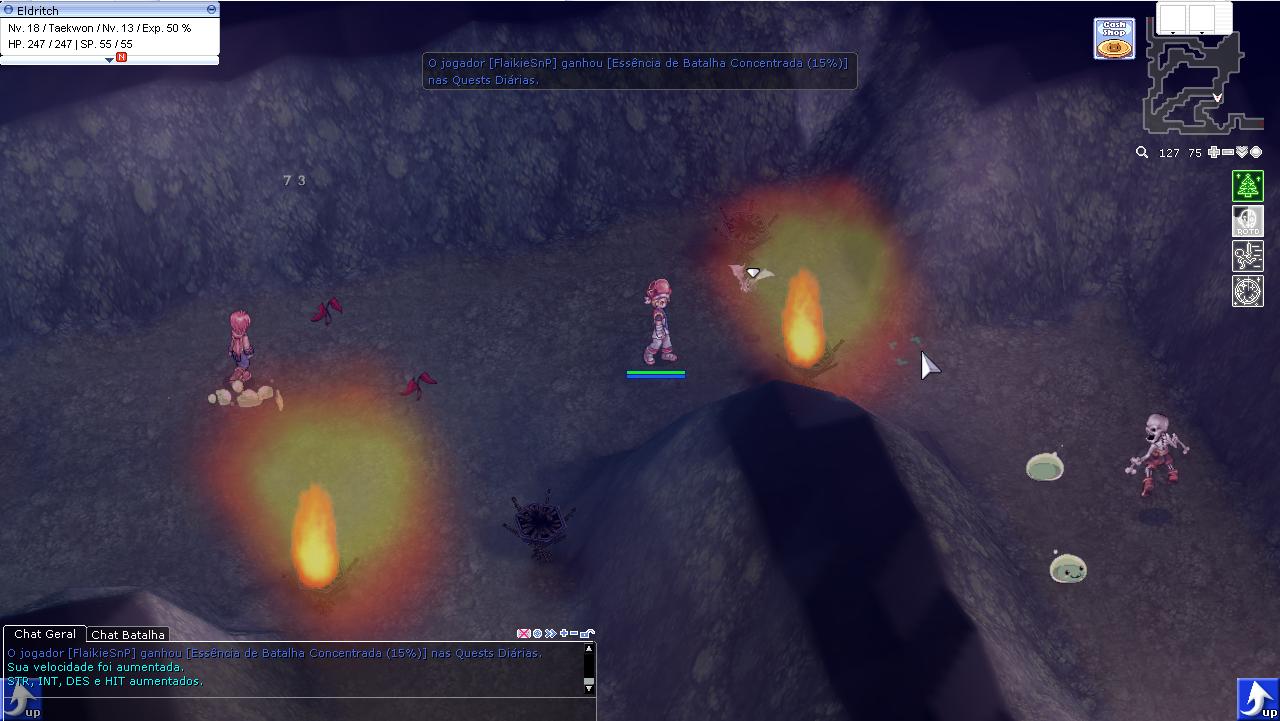 Eldritch
Nv. 18 / Taekwon / Nv. 13 / Exp. 50 %
HP. 247 / 247 | SP. 55 / 55
N
O jogador [FlaikieSnP] ganhou [Essência de Batalha Concentrada (15%)]
nas Quests Diárias.
Cash
Shop
127 75
ROTD
7 3
Chat Geral
Chat Batalha
O jogador [FlaikieSnP] ganhou [Essência de Batalha Concentrada (15%)] nas Quests Diárias.
Sua velocidade foi aumentada.
STR, INT, DES e HIT aumentados.
up
up